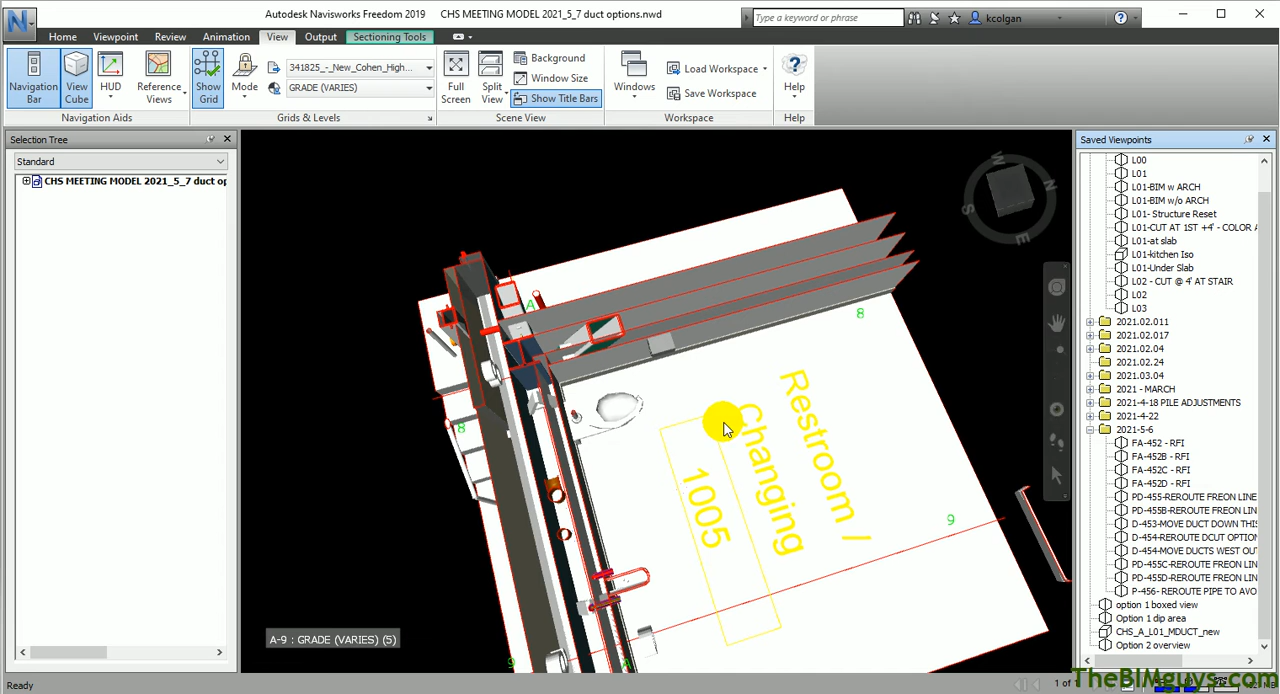 Autodesk Navisworks Freedom 2019 CHS MEETING MODEL 2021_5_7 duct options.nwd
Type a keyword or phrase
kcolgan
Home Viewpoint Review Animation View Output Sectioning Tools
Navigation Bar
View Cube
HUD
Reference Views
Navigation Aids
Show Grid
Mode
341825_-_New_Cohen_High...
GRADE (VARIES)
Grids & Levels
Full Screen
Split View
Background
Window Size
Show Title Bars
Scene View
Windows
Load Workspace
Save Workspace
Workspace
Help
Help
Selection Tree
Standard
CHS MEETING MODEL 2021_5_7 duct op
A
8
8
9
9
A
Restroom /
Changing
1005
W
N
S
E
A-9 : GRADE (VARIES) (5)
Saved Viewpoints
L00
L01
L01-BIM w ARCH
L01-BIM w/o ARCH
L01- Structure Reset
L01-CUT AT 1ST +4' - COLOR A
L01-at slab
L01-kitchen Iso
L01-Under Slab
L02 - CUT @ 4' AT STAIR
L02
L03
2021.02.011
2021.02.017
2021.02.04
2021.02.24
2021.03.04
2021 - MARCH
2021-4-18 PILE ADJUSTMENTS
2021-4-22
2021-5-6
FA-452 - RFI
FA-452B - RFI
FA-452C - RFI
FA-452D - RFI
PD-455-REROUTE FREON LINE
PD-455B-REROUTE FREON LIN
D-453-MOVE DUCT DOWN THIS
D-454-REROUTE DCUT OPTION
D-454-MOVE DUCTS WEST OUT
PD-455C-REROUTE FREON LIN
PD-455D-REROUTE FREON LIN
P-456- REROUTE PIPE TO AVO
option 1 boxed view
Option 1 dip area
CHS_A_L01_MDUCT_new
Option 2 overview
Ready
1 of 1
TheBIMguys.com